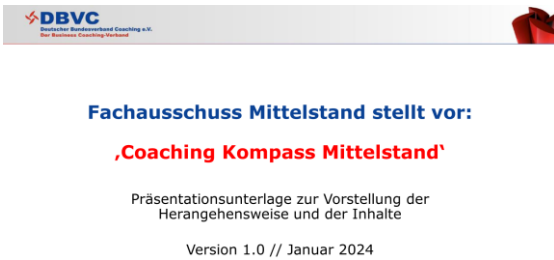 DBVC
Deutscher Bundesverband Coaching e.V.
Der Business Coaching-Verband
Fachausschuss Mittelstand stellt vor:
‚Coaching Kompass Mittelstand‘
Präsentationsunterlage zur Vorstellung der
Herangehensweise und der Inhalte
Version 1.0 // Januar 2024